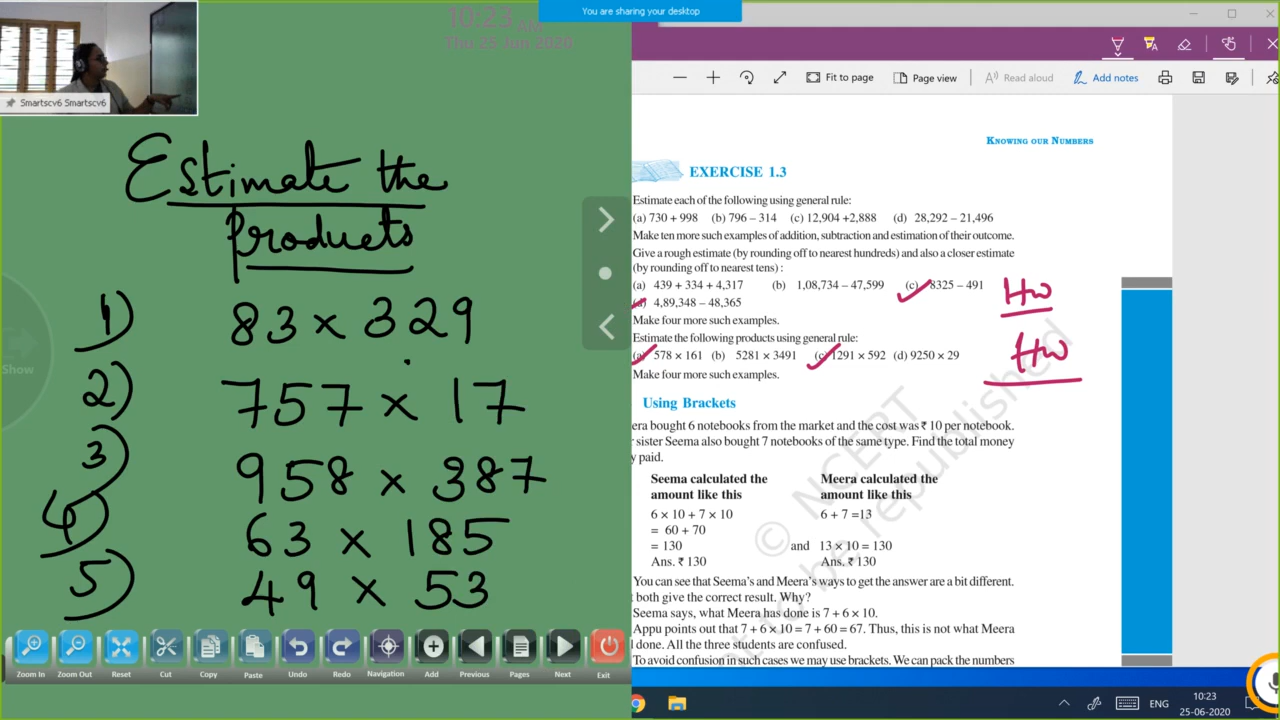 You are sharing your desktop
10:23 AM
Thu 25 Jun 2020
Smartscv6 Smartscv6
Estimate the
products
1) 83 × 329
2) 757 × 17
3) 958 × 387
4) 63 × 185
5) 49 × 53
Show
Zoom In Zoom Out Reset Cut Copy Paste Undo Redo Navigation Add Previous Pages Next Exit
Fit to page Page view Read aloud Add notes
KNOWING OUR NUMBERS
EXERCISE 1.3
Estimate each of the following using general rule:
(a) 730 + 998 (b) 796 – 314 (c) 12,904 +2,888 (d) 28,292 – 21,496
Make ten more such examples of addition, subtraction and estimation of their outcome.
Give a rough estimate (by rounding off to nearest hundreds) and also a closer estimate
(by rounding off to nearest tens) :
(a) 439 + 334 + 4,317 (b) 1,08,734 – 47,599 (c) 8325 – 491 HW
(d) 4,89,348 – 48,365
Make four more such examples.
Estimate the following products using general rule:
(a) 578 × 161 (b) 5281 × 3491 (c) 1291 × 592 (d) 9250 × 29 HW
Make four more such examples.
Using Brackets
era bought 6 notebooks from the market and the cost was ₹ 10 per notebook.
sister Seema also bought 7 notebooks of the same type. Find the total money
y paid.
Seema calculated the
amount like this
6 × 10 + 7 × 10
= 60 + 70
= 130
Ans. ₹ 130
Meera calculated the
amount like this
6 + 7 =13
and 13 × 10 = 130
Ans. ₹ 130
You can see that Seema's and Meera's ways to get the answer are a bit different.
both give the correct result. Why?
Seema says, what Meera has done is 7 + 6 × 10.
Appu points out that 7 + 6 × 10 = 7 + 60 = 67. Thus, this is not what Meera
done. All the three students are confused.
To avoid confusion in such cases we may use brackets. We can pack the numbers
© NCERT
not to be republished
ENG
10:23
25-06-2020